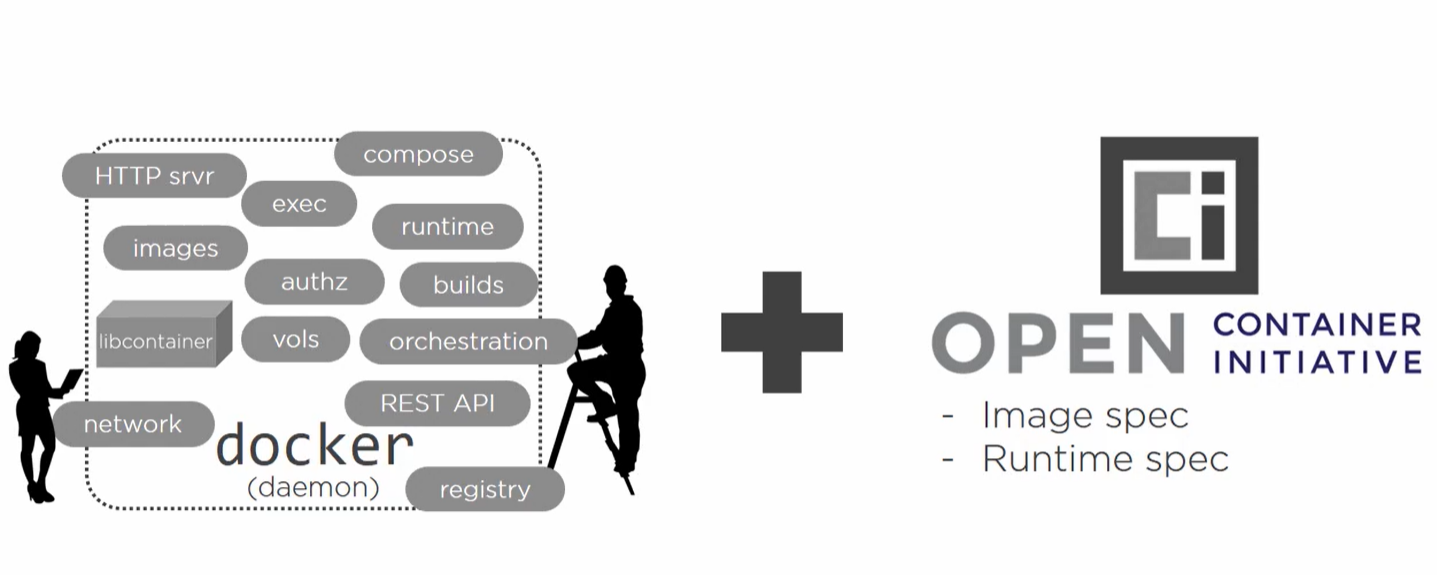 compose
HTTP srvr
exec
runtime
images
authz
builds
libcontainer
vols
orchestration
REST API
network
docker
(daemon)
registry
Ci
OPEN CONTAINER
INITIATIVE
- Image spec
- Runtime spec